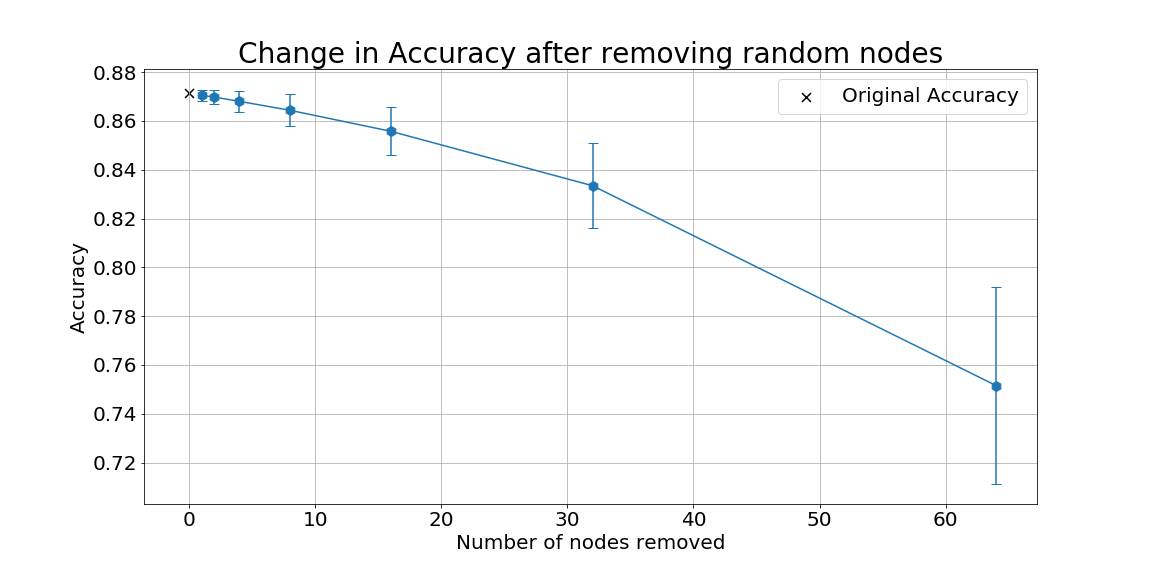 Change in Accuracy after removing random nodes
Original Accuracy
Accuracy
0.88
0.86
0.84
0.82
0.80
0.78
0.76
0.74
0.72
0 10 20 30 40 50 60
Number of nodes removed